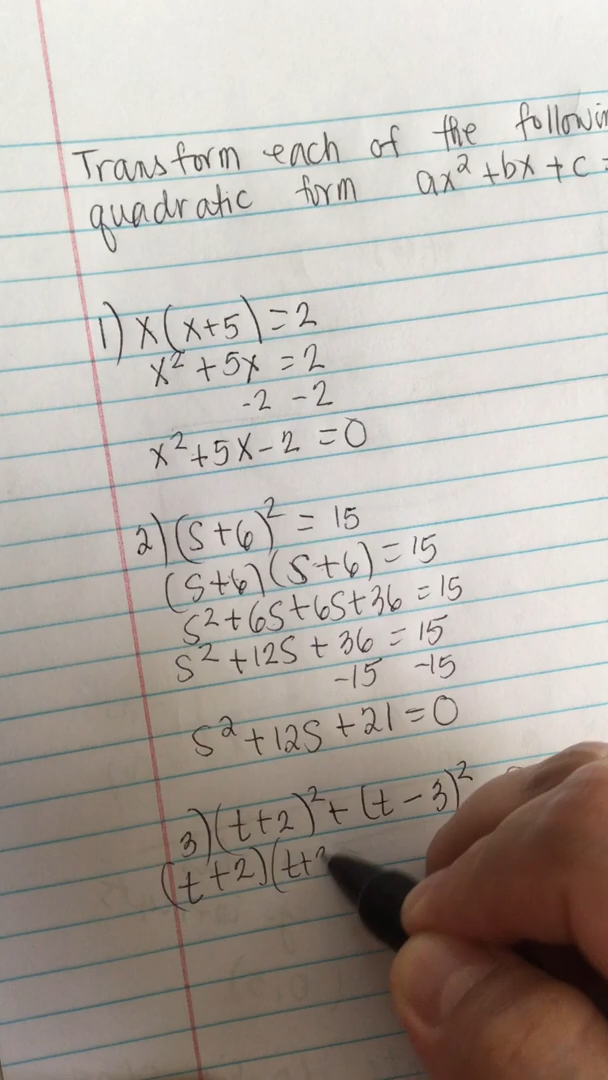 Transform each of the
quadratic form ax² + bx + c =
1) x(x+5) = 2
x² + 5x = 2
-2 -2
x² + 5x - 2 = 0
2) (s+6)² = 15
(s+6)(s+6) = 15
s² + 6s + 6s + 36 = 15
s² + 12s + 36 = 15
-15 -15
s² + 12s + 21 = 0
3) (t+2)² + (t-3)²
(t+2)(t+